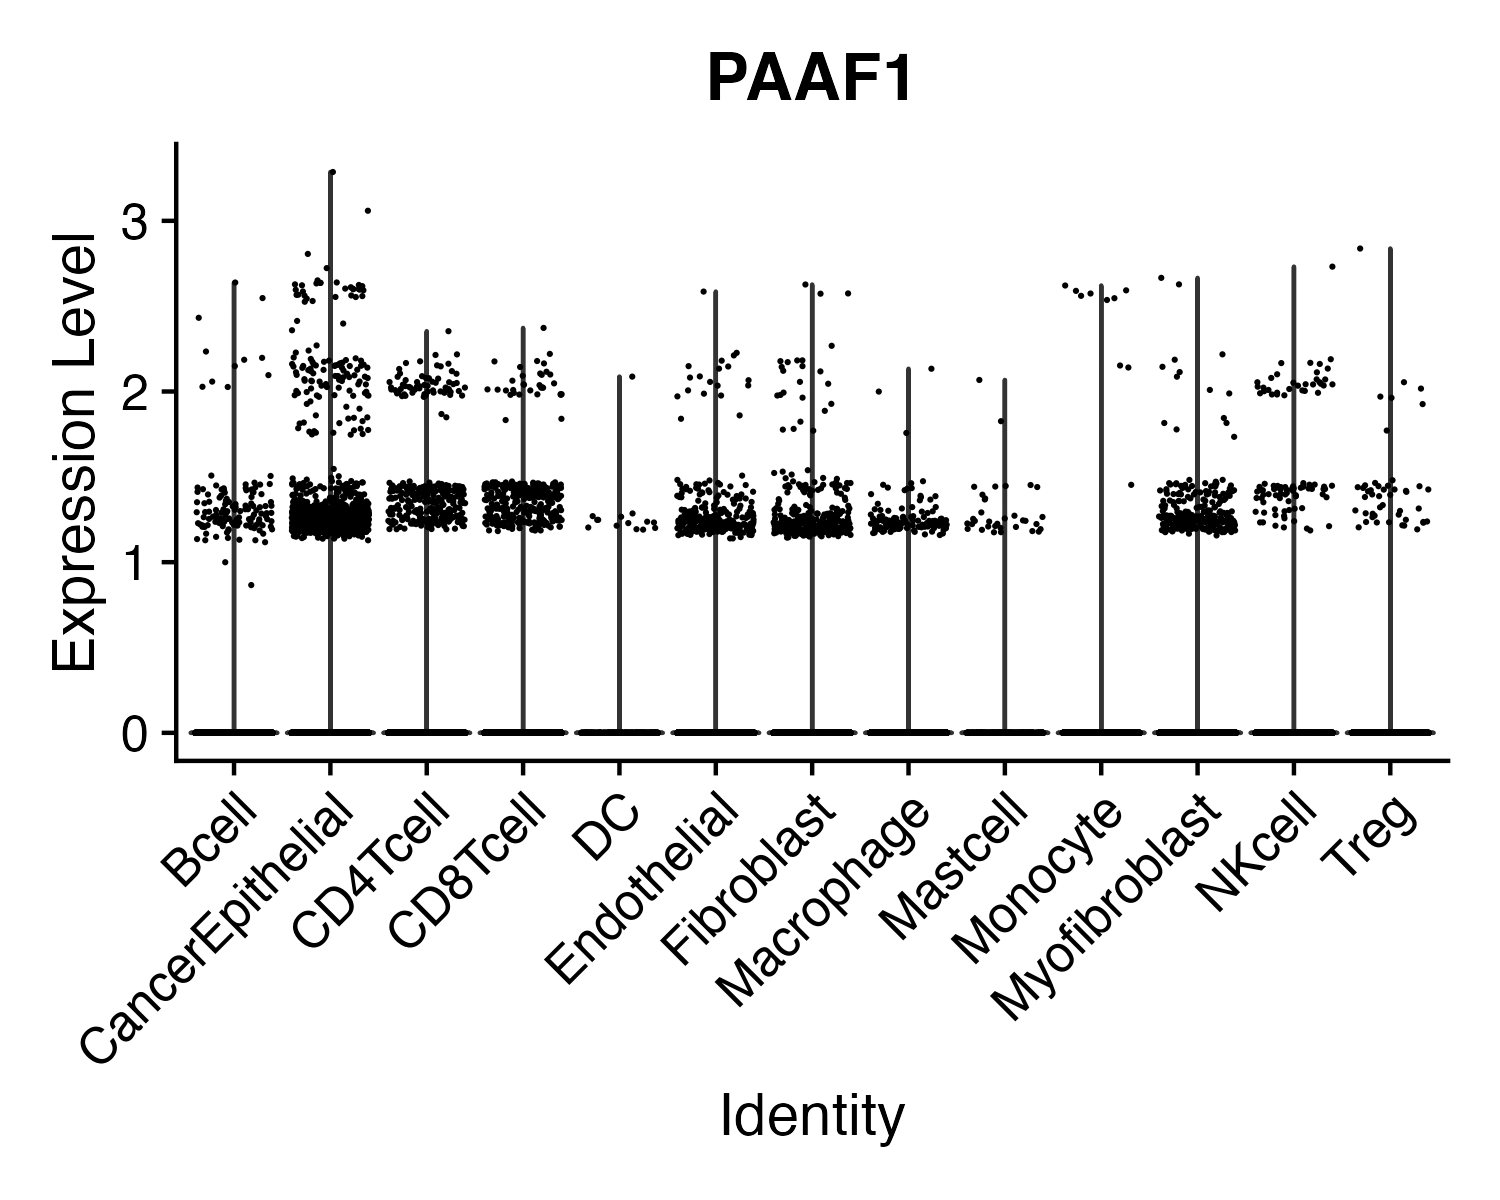 PAAF1
Expression Level
3
2
1
0
Bcell
CancerEpithelial
CD4Tcell
CD8Tcell
DC
Endothelial
Fibroblast
Macrophage
Mastcell
Monocyte
Myofibroblast
NKcell
Treg
Identity